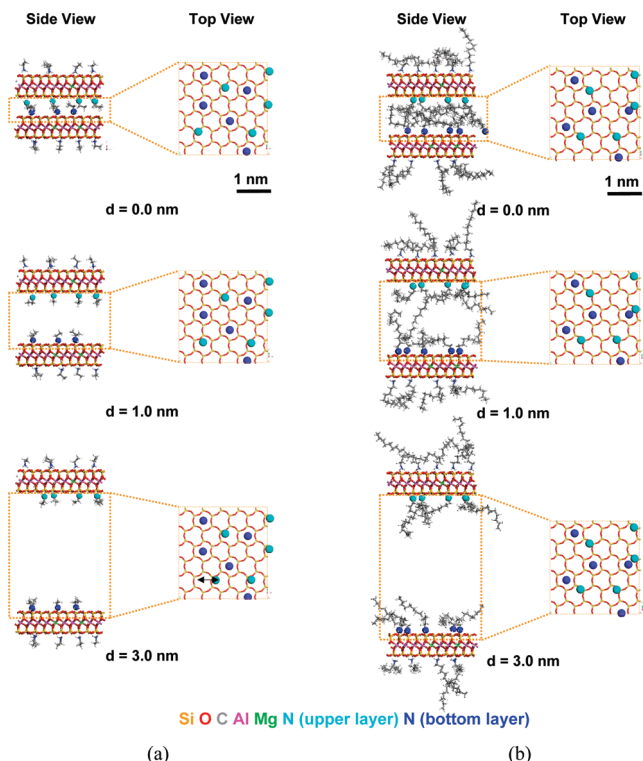 Side View Top View Side View Top View
1 nm 1 nm
d = 0.0 nm d = 0.0 nm
d = 1.0 nm d = 1.0 nm
d = 3.0 nm d = 3.0 nm
Si O C Al Mg N (upper layer) N (bottom layer)
(a) (b)